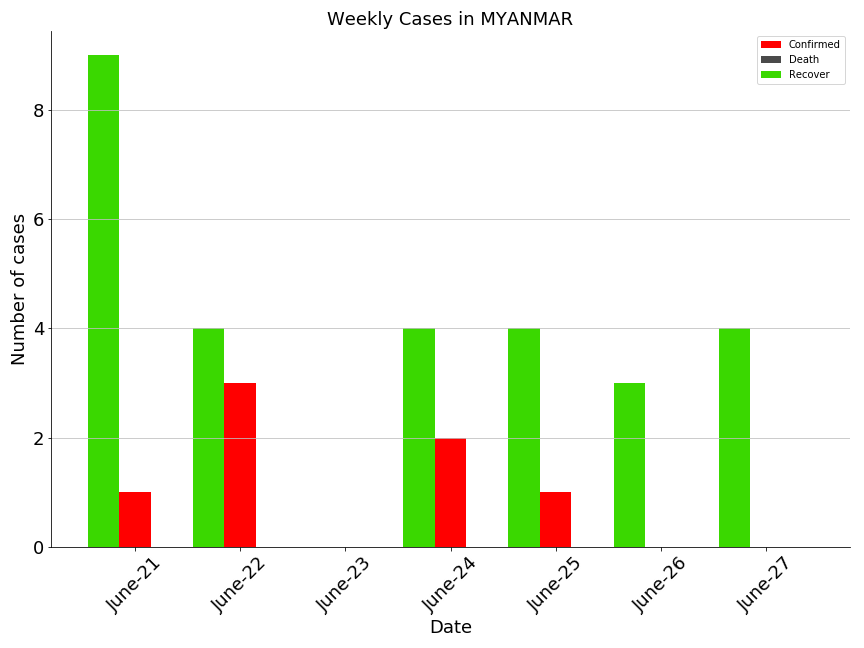 Weekly Cases in MYANMAR
Confirmed
Death
Recover
Number of cases
8
6
4
2
0
June-21
June-22
June-23
June-24
June-25
June-26
June-27
Date